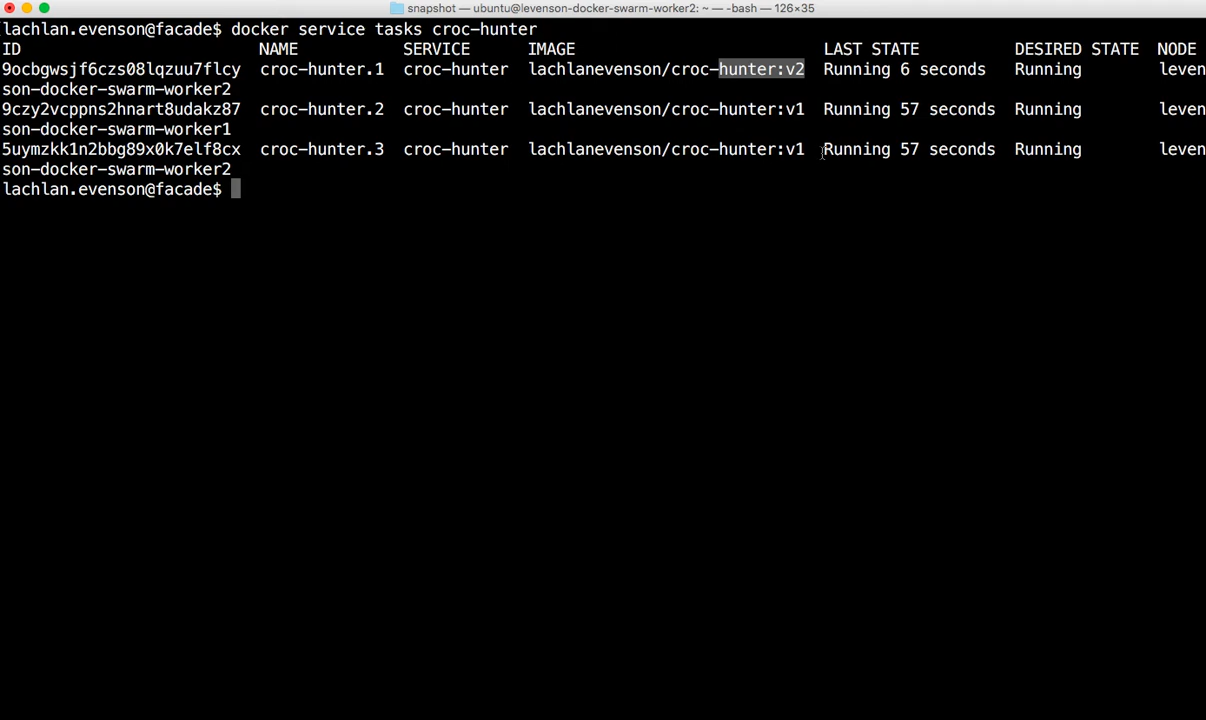 snapshot — ubuntu@levenson-docker-swarm-worker2: ~ — -bash — 126×35
lachlan.evenson@facade$ docker service tasks croc-hunter
ID NAME SERVICE IMAGE LAST STATE DESIRED STATE NODE
9ocbgwsjf6czs08lqzuu7flcy croc-hunter.1 croc-hunter lachlanevenson/croc-hunter:v2 Running 6 seconds Running leven
son-docker-swarm-worker2
9czy2vcppns2hnart8udakz87 croc-hunter.2 croc-hunter lachlanevenson/croc-hunter:v1 Running 57 seconds Running leven
son-docker-swarm-worker1
5uymzkk1n2bbg89x0k7elf8cx croc-hunter.3 croc-hunter lachlanevenson/croc-hunter:v1 Running 57 seconds Running leven
son-docker-swarm-worker2
lachlan.evenson@facade$